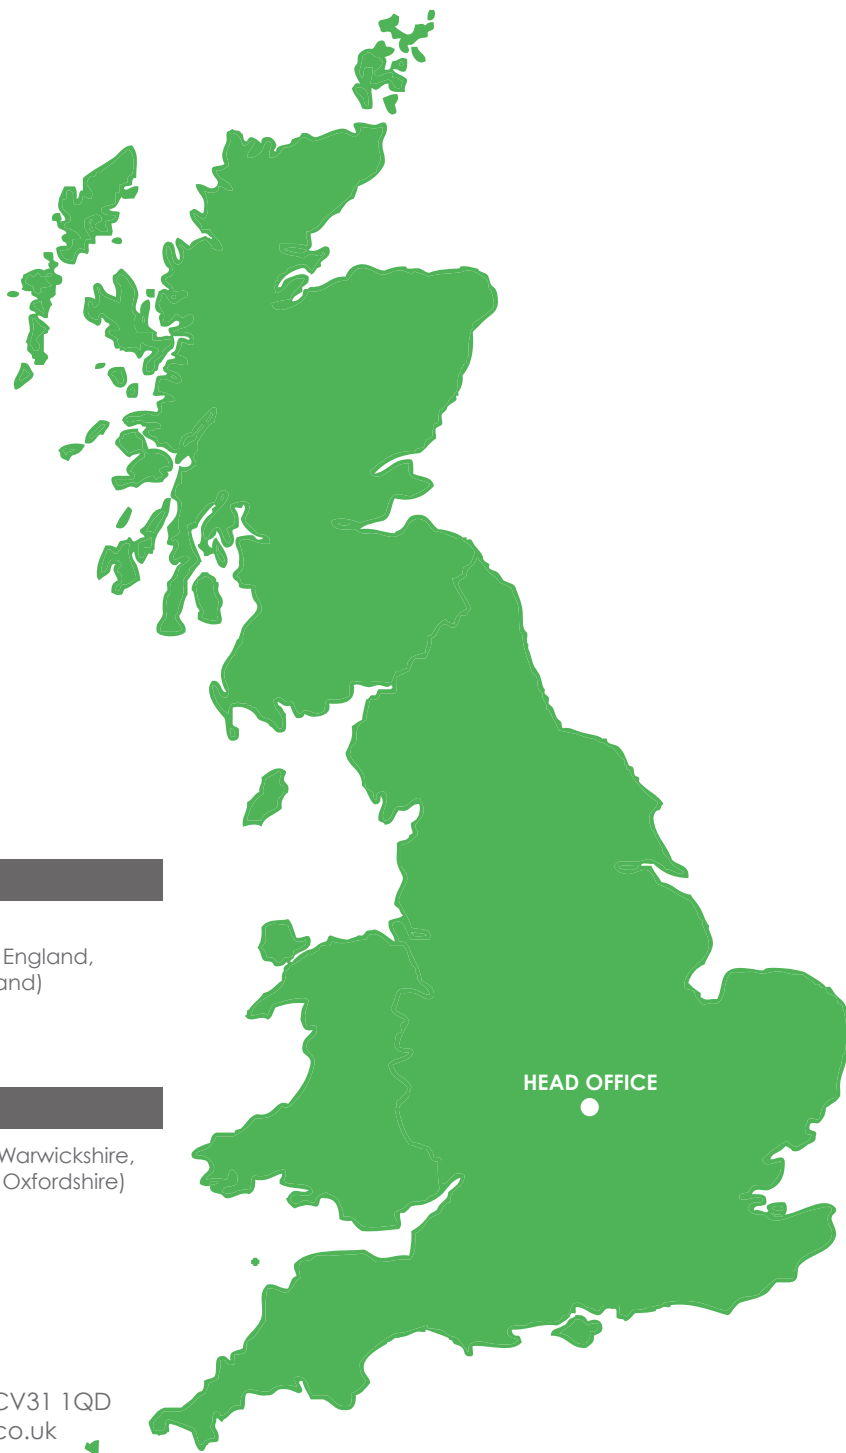 England,
and)
HEAD OFFICE
Warwickshire,
Oxfordshire)
CV31 1QD
co.uk